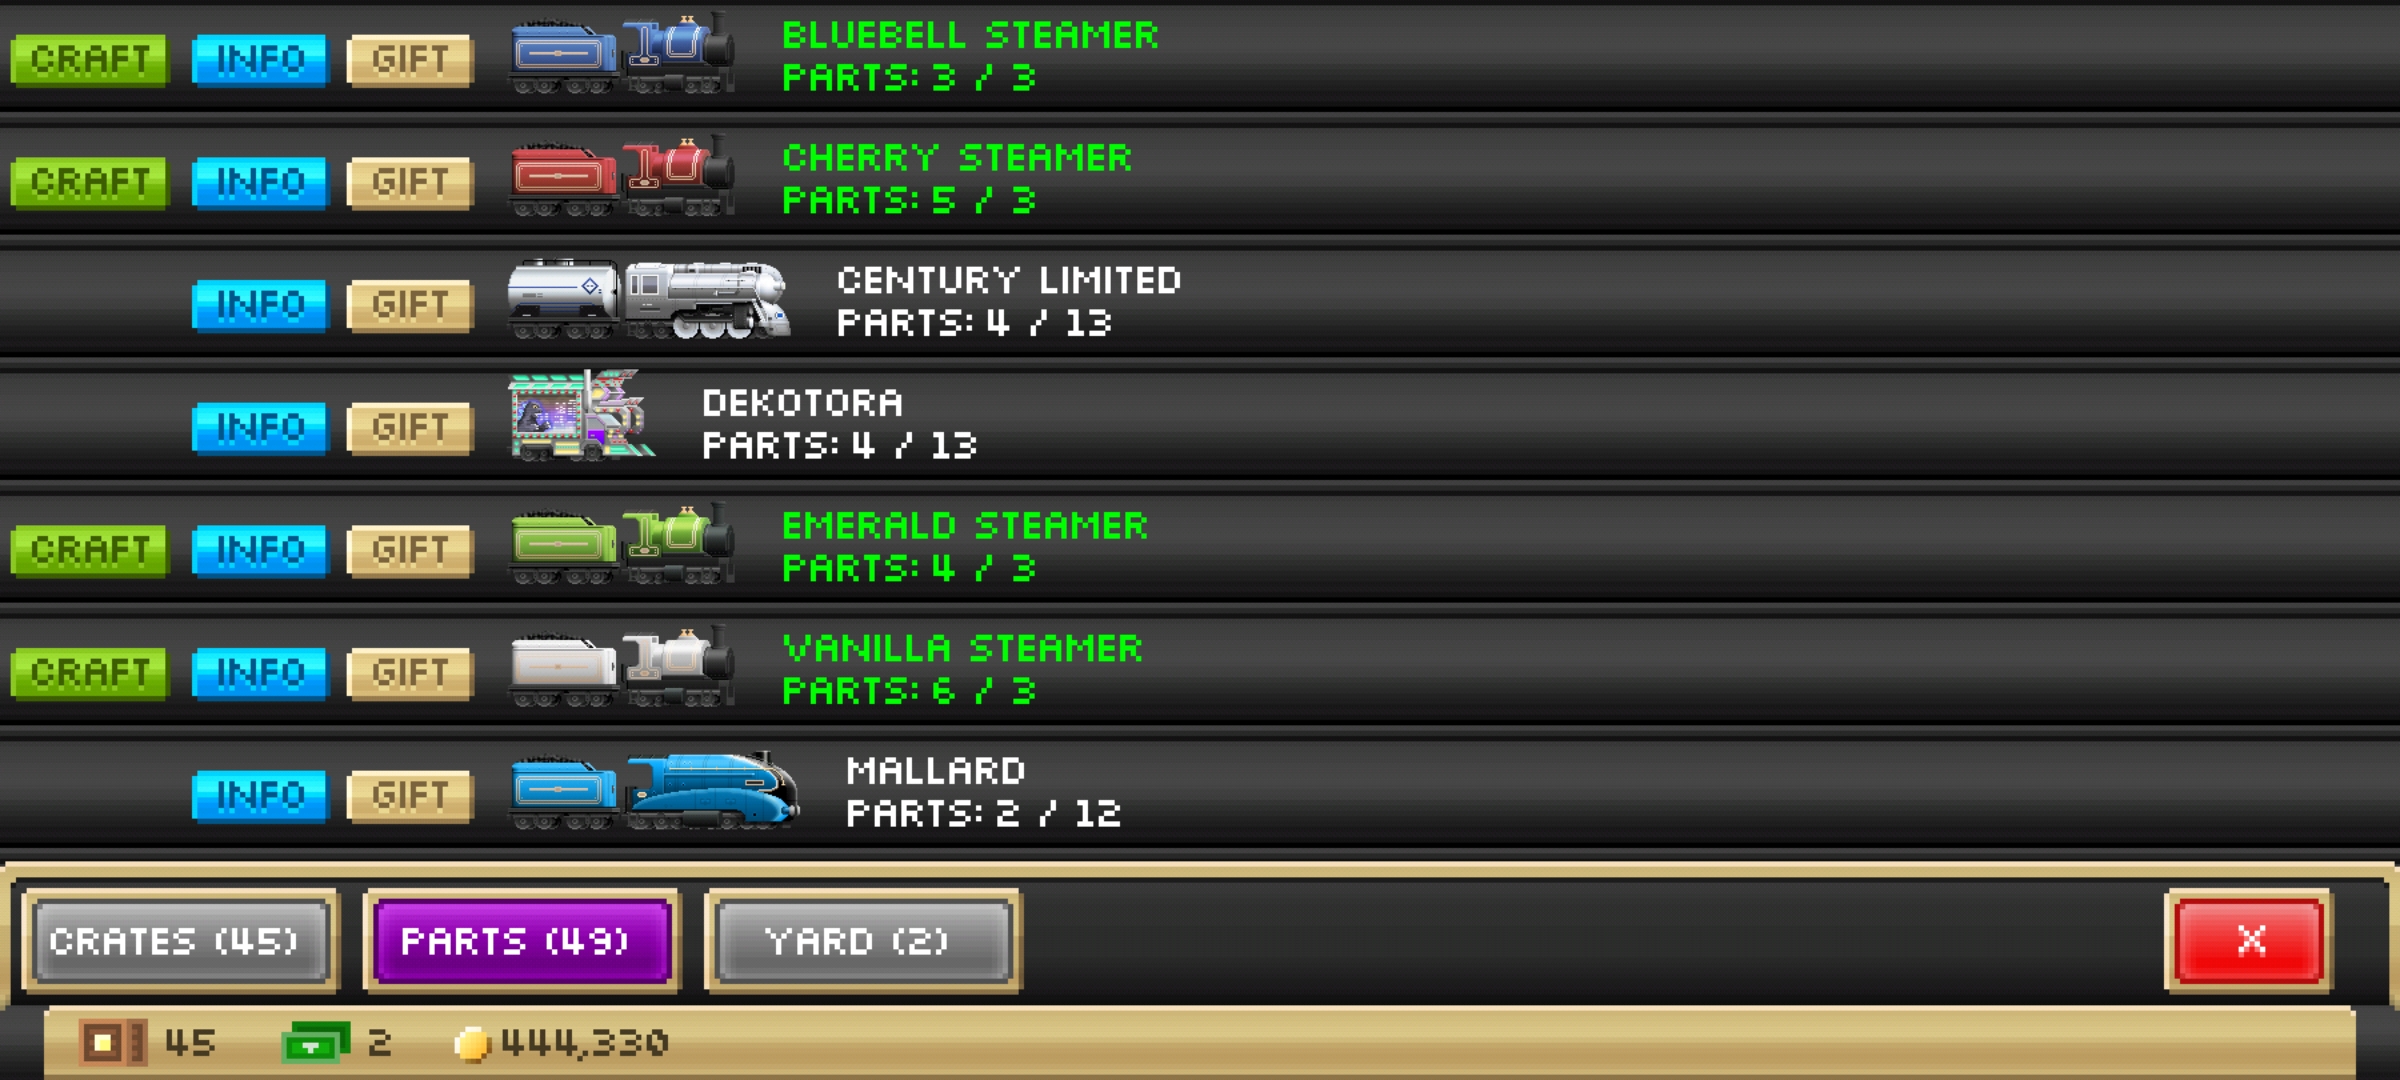 CRAFT INFO GIFT BLUEBELL STEAMER
PARTS: 3 / 3
CRAFT INFO GIFT CHERRY STEAMER
PARTS: 5 / 3
INFO GIFT CENTURY LIMITED
PARTS: 4 / 13
INFO GIFT DEKOTORA
PARTS: 4 / 13
CRAFT INFO GIFT EMERALD STEAMER
PARTS: 4 / 3
CRAFT INFO GIFT VANILLA STEAMER
PARTS: 6 / 3
INFO GIFT MALLARD
PARTS: 2 / 12
CRATES (45) PARTS (49) YARD (2) X
45 2 444,330